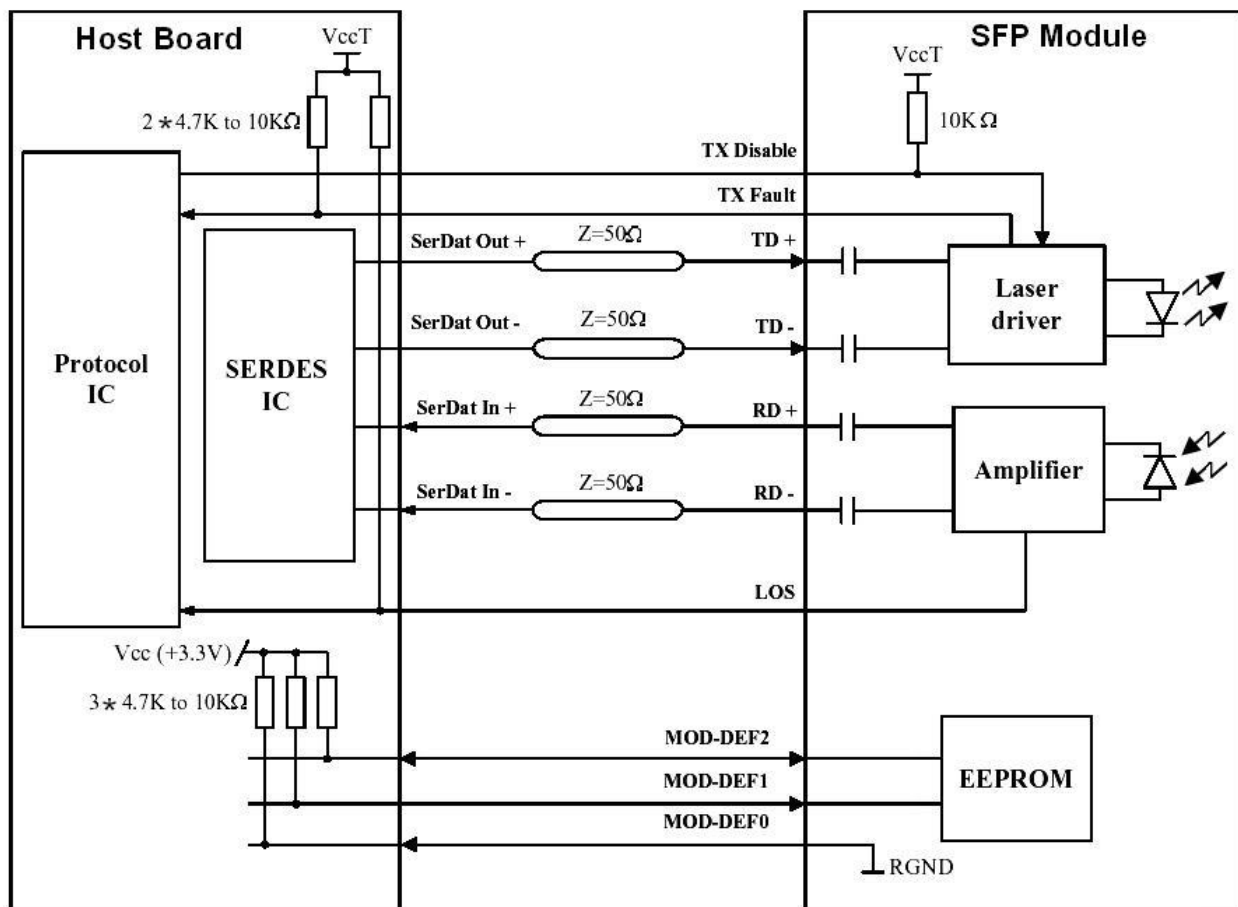 Host Board
SFP Module
VccT
VccT
2*4.7K to 10KΩ
10KΩ
TX Disable
TX Fault
SerDat Out +
Z=50Ω
TD +
SerDat Out -
Z=50Ω
TD -
Laser
driver
Protocol
IC
SERDES
IC
SerDat In +
Z=50Ω
RD +
SerDat In -
Z=50Ω
RD -
Amplifier
LOS
Vcc (+3.3V)
3*4.7K to 10KΩ
MOD-DEF2
MOD-DEF1
MOD-DEF0
EEPROM
RGND